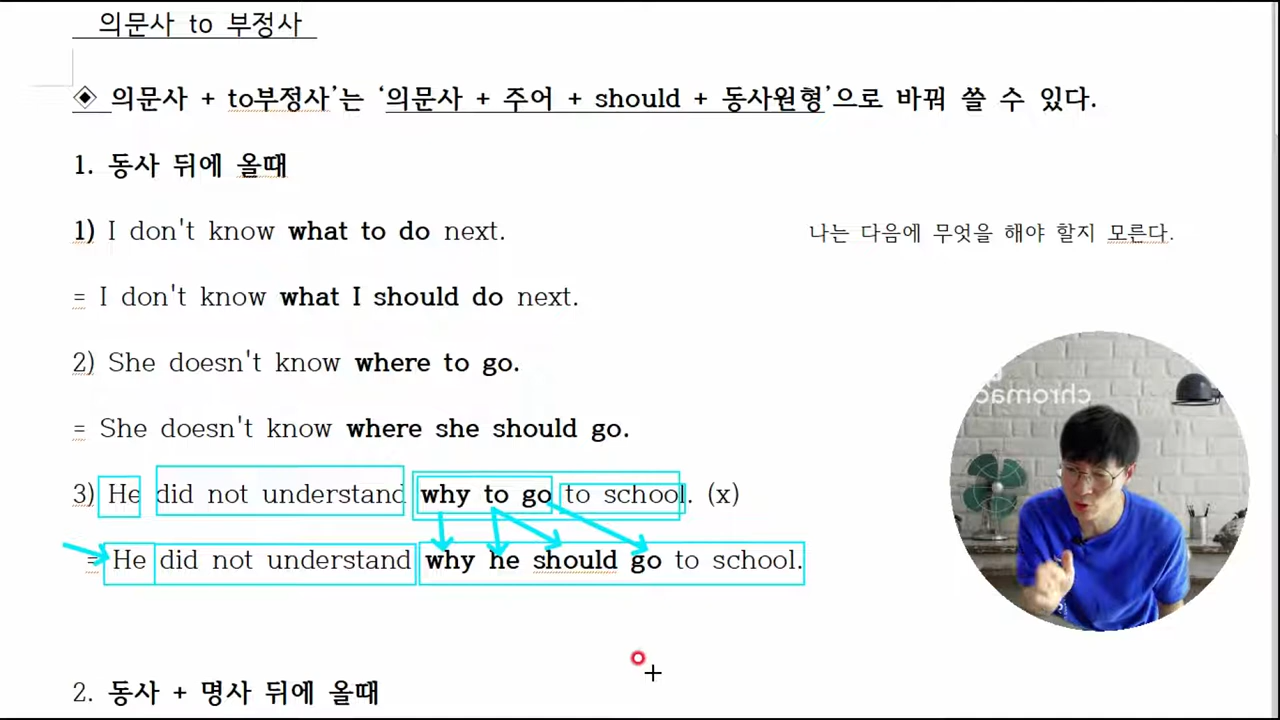 의문사 to 부정사
◈ 의문사 + to부정사’는 ‘의문사 + 주어 + should + 동사원형’으로 바꿔 쓸 수 있다.
1. 동사 뒤에 올때
1) I don't know what to do next. 나는 다음에 무엇을 해야 할지 모른다.
= I don't know what I should do next.
2) She doesn't know where to go.
= She doesn't know where she should go.
3) He did not understand why to go to school. (x)
= He did not understand why he should go to school.
2. 동사 + 명사 뒤에 올때